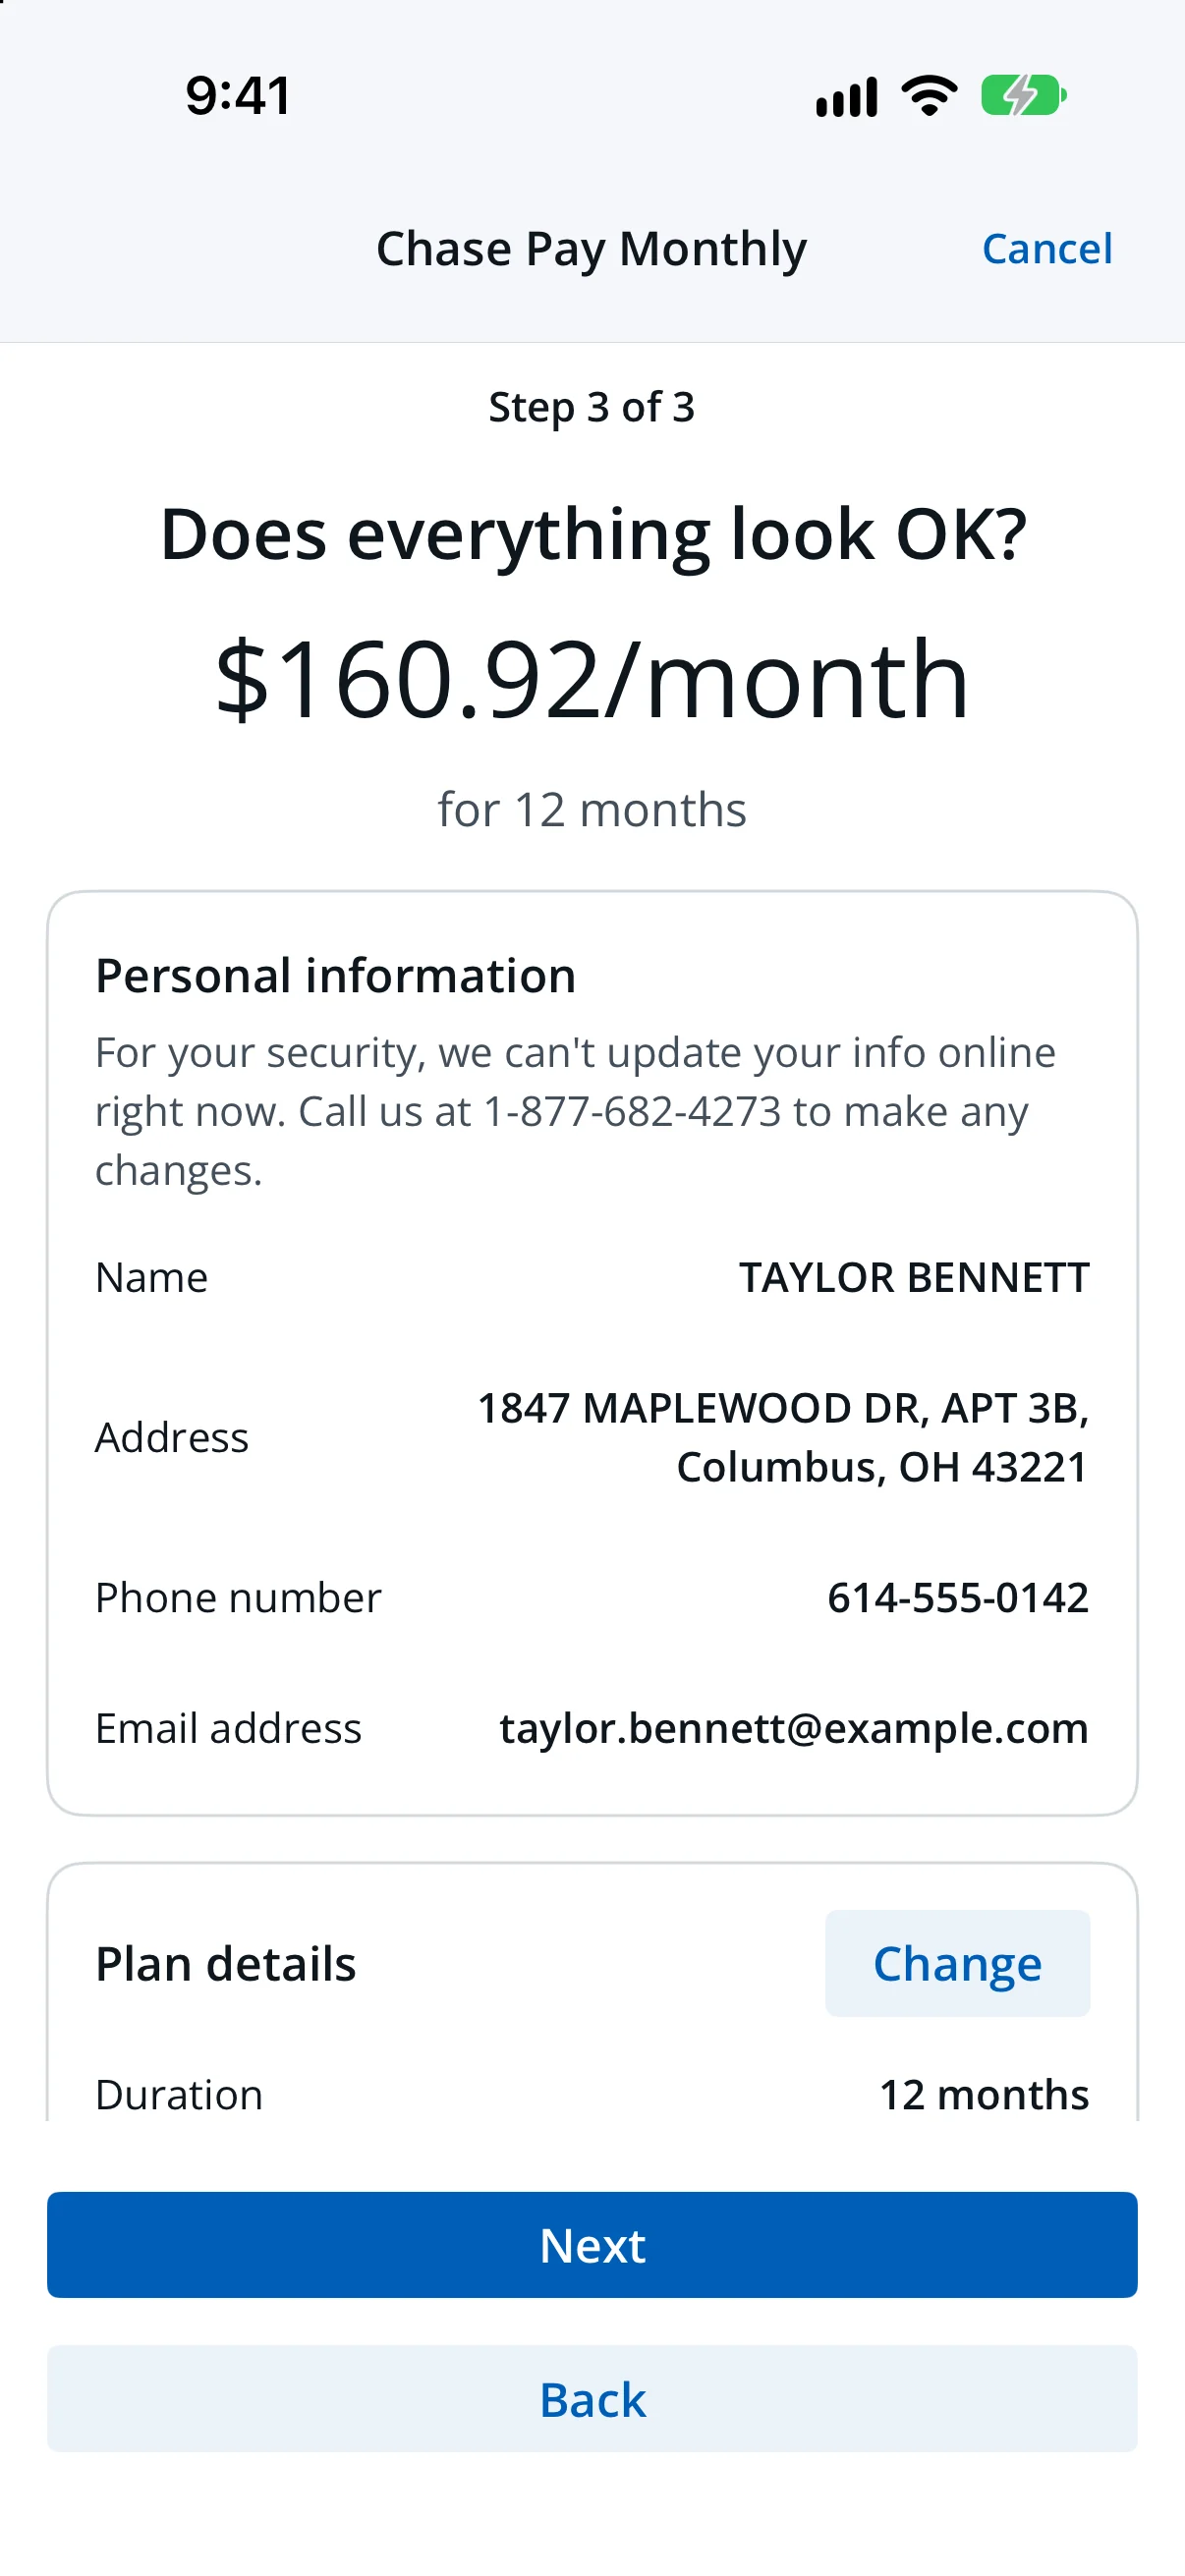 9:41
Chase Pay Monthly
Cancel
Step 3 of 3
Does everything look OK?
$160.92/month
for 12 months
Personal information
For your security, we can't update your info online
right now. Call us at 1-877-682-4273 to make any
changes.
Name
TAYLOR BENNETT
Address
1847 MAPLEWOOD DR, APT 3B,
Columbus, OH 43221
Phone number
614-555-0142
Email address
taylor.bennett@example.com
Plan details
Change
Duration
12 months
Next
Back